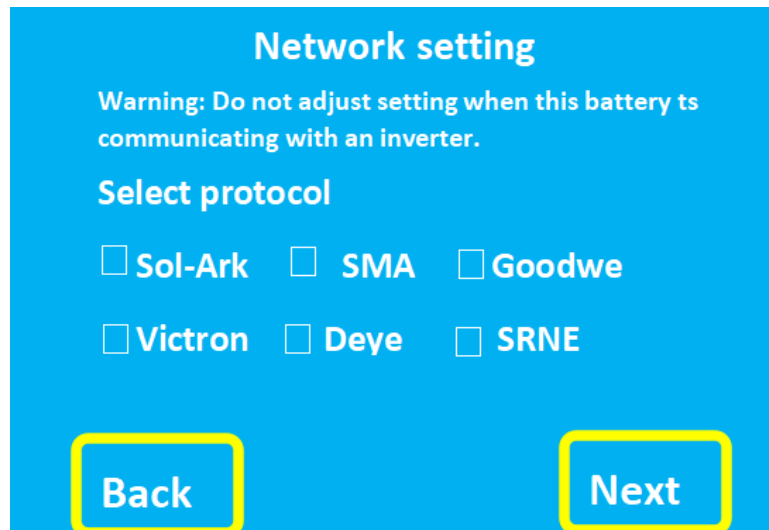 Network setting
Warning: Do not adjust setting when this battery ts
communicating with an inverter.
Select protocol
Sol-Ark SMA Goodwe
Victron Deye SRNE
Back Next